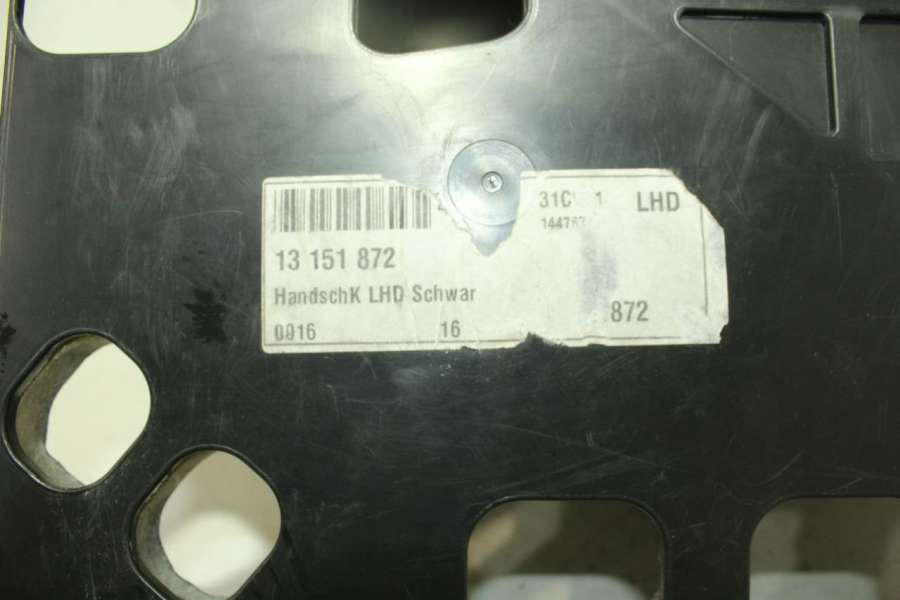 31C 1 LHD
13 151 872
HandschK LHD Schwar
872
0016 16